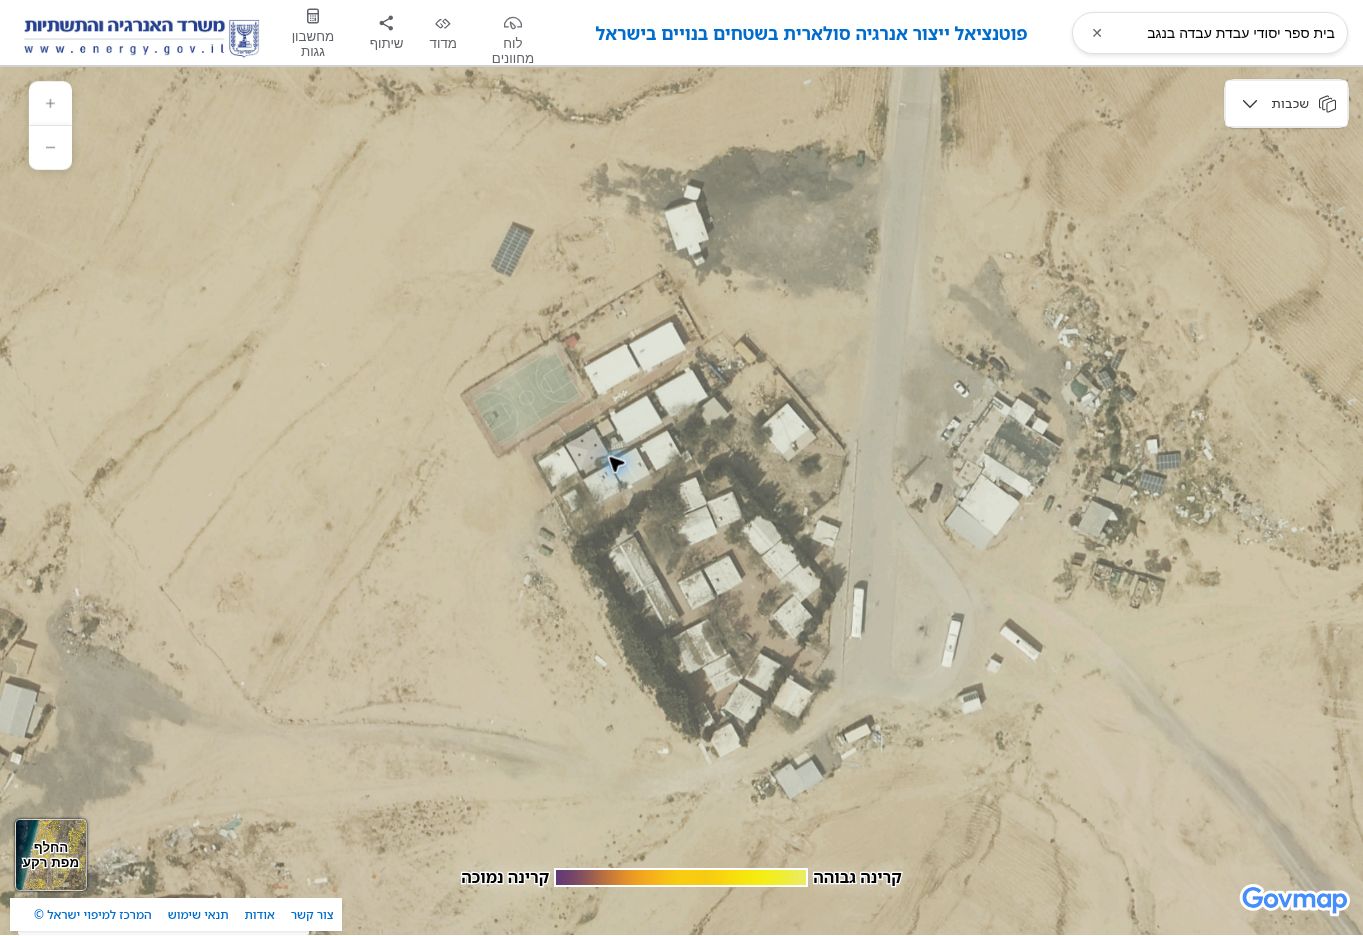 בית ספר יסודי עבדת עבדה בנגב
פוטנציאל ייצור אנרגיה סולארית בשטחים בנויים בישראל
לוח
מחוונים
מדוד
שיתוף
מחשבון
גגות
משרד האנרגיה והתשתיות
www.energy.gov.il
שכבות
החלף
מפת רקע
קרינה גבוהה
קרינה נמוכה
צור קשר
אודות
תנאי שימוש
המרכז למיפוי ישראל ©
Govmap